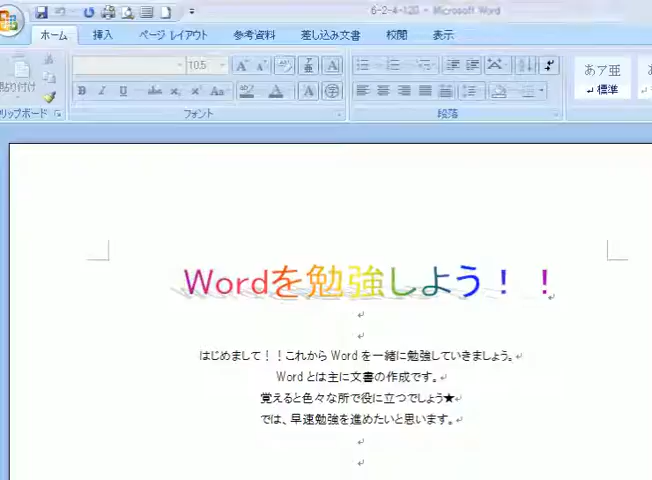 6-2-4-120 - Microsoft Word
ホーム 挿入 ページ レイアウト 参考資料 差し込み文書 校閲 表示
10.5
貼り付け
B I U abc x₂ x² Aa ab A A 字
あア亜
標準
クリップボード フォント 段落
Wordを勉強しよう！！
はじめまして！！これから Word を一緒に勉強していきましょう。
Word とは主に文書の作成です。
覚えると色々な所で役に立つでしょう★
では、早速勉強を進めたいと思います。